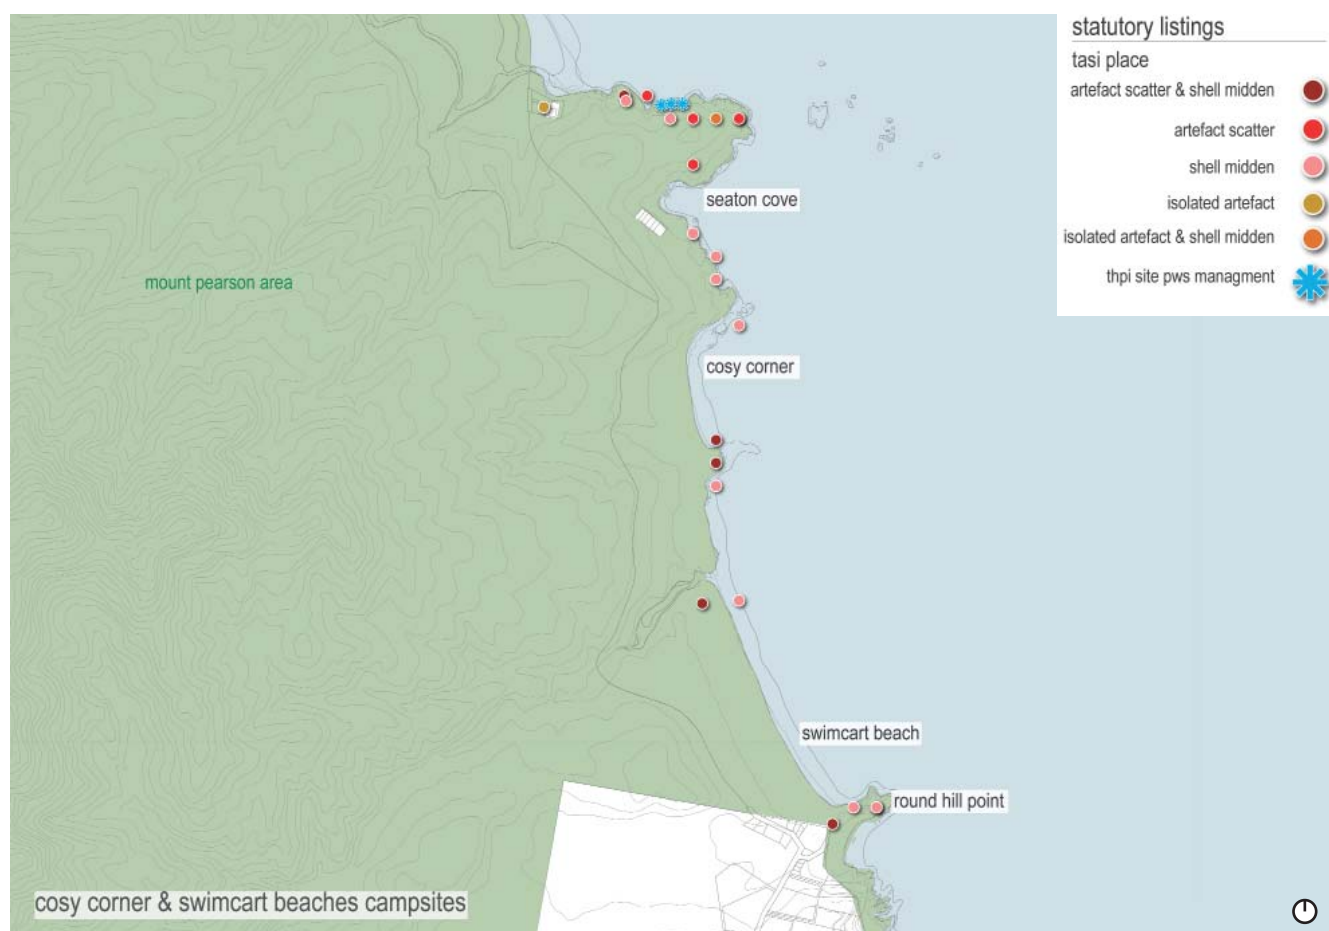 statutory listings
tasi place
artefact scatter & shell midden
artefact scatter
shell midden
isolated artefact
isolated artefact & shell midden
thpi site pws managment
seaton cove
mount pearson area
cosy corner
swimcart beach
round hill point
cosy corner & swimcart beaches campsites